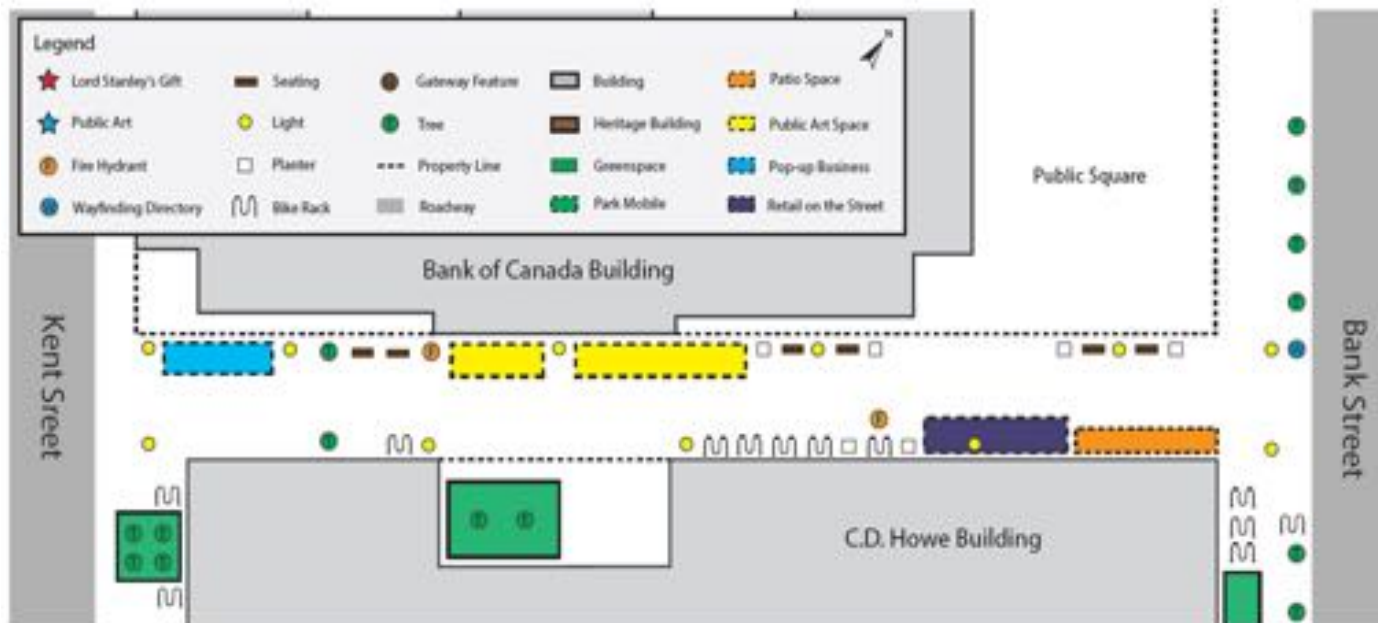 Legend
N
Lord Stanley's Gift
Seating
Gateway Feature
Building
Patio Space
Public Art
Light
Tree
Heritage Building
Public Art Space
Fire Hydrant
Planter
Property Line
Greenspace
Pop-up Business
Wayfinding Directory
Bike Rack
Roadway
Park Mobile
Retail on the Street
Public Square
Bank of Canada Building
Kent Sreet
Bank Street
C.D. Howe Building